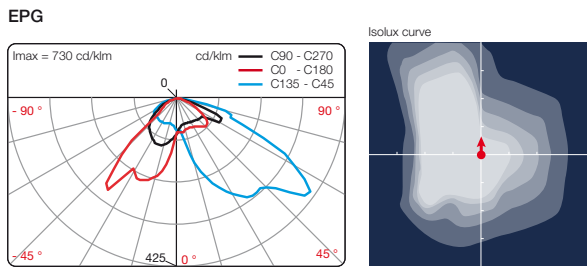 EPG
Isolux curve
Imax = 730 cd/klm
cd/klm
C90 - C270
C0 - C180
C135 - C45
0
- 90 °
90 °
- 45 °
425
0 °
45 °